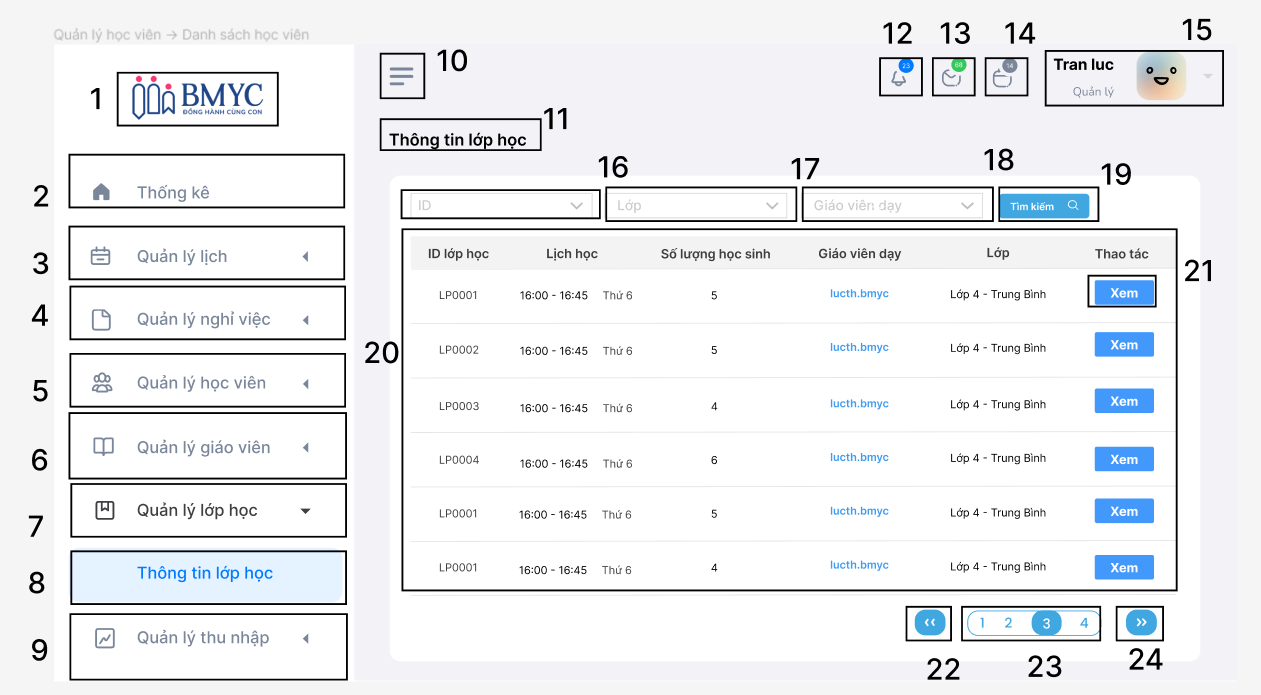 Quản lý học viên → Danh sách học viên
12 13 14 15
10
23 68 14
Tran luc
Quản lý
1
BMYC
ĐỒNG HÀNH CÙNG CON
11
Thông tin lớp học
2
Thống kê
16 17 18 19
ID Lớp Giáo viên dạy Tìm kiếm
3
Quản lý lịch
ID lớp học Lịch học Số lượng học sinh Giáo viên dạy Lớp Thao tác
21
LP0001 16:00 - 16:45 Thứ 6 5 lucth.bmyc Lớp 4 - Trung Bình Xem
4
Quản lý nghỉ việc
20
LP0002 16:00 - 16:45 Thứ 6 5 lucth.bmyc Lớp 4 - Trung Bình Xem
5
Quản lý học viên
LP0003 16:00 - 16:45 Thứ 6 4 lucth.bmyc Lớp 4 - Trung Bình Xem
6
Quản lý giáo viên
LP0004 16:00 - 16:45 Thứ 6 6 lucth.bmyc Lớp 4 - Trung Bình Xem
7
Quản lý lớp học
LP0001 16:00 - 16:45 Thứ 6 5 lucth.bmyc Lớp 4 - Trung Bình Xem
8
Thông tin lớp học
LP0001 16:00 - 16:45 Thứ 6 4 lucth.bmyc Lớp 4 - Trung Bình Xem
9
Quản lý thu nhập
‹‹ 1 2 3 4 ››
22 23 24